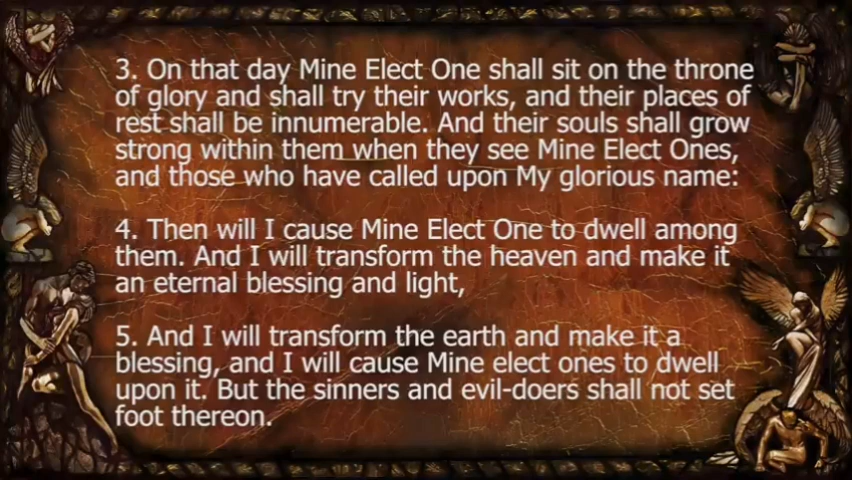 3. On that day Mine Elect One shall sit on the throne
of glory and shall try their works, and their places of
rest shall be innumerable. And their souls shall grow
strong within them when they see Mine Elect Ones,
and those who have called upon My glorious name:
4. Then will I cause Mine Elect One to dwell among
them. And I will transform the heaven and make it
an eternal blessing and light,
5. And I will transform the earth and make it a
blessing, and I will cause Mine elect ones to dwell
upon it. But the sinners and evil-doers shall not set
foot thereon.